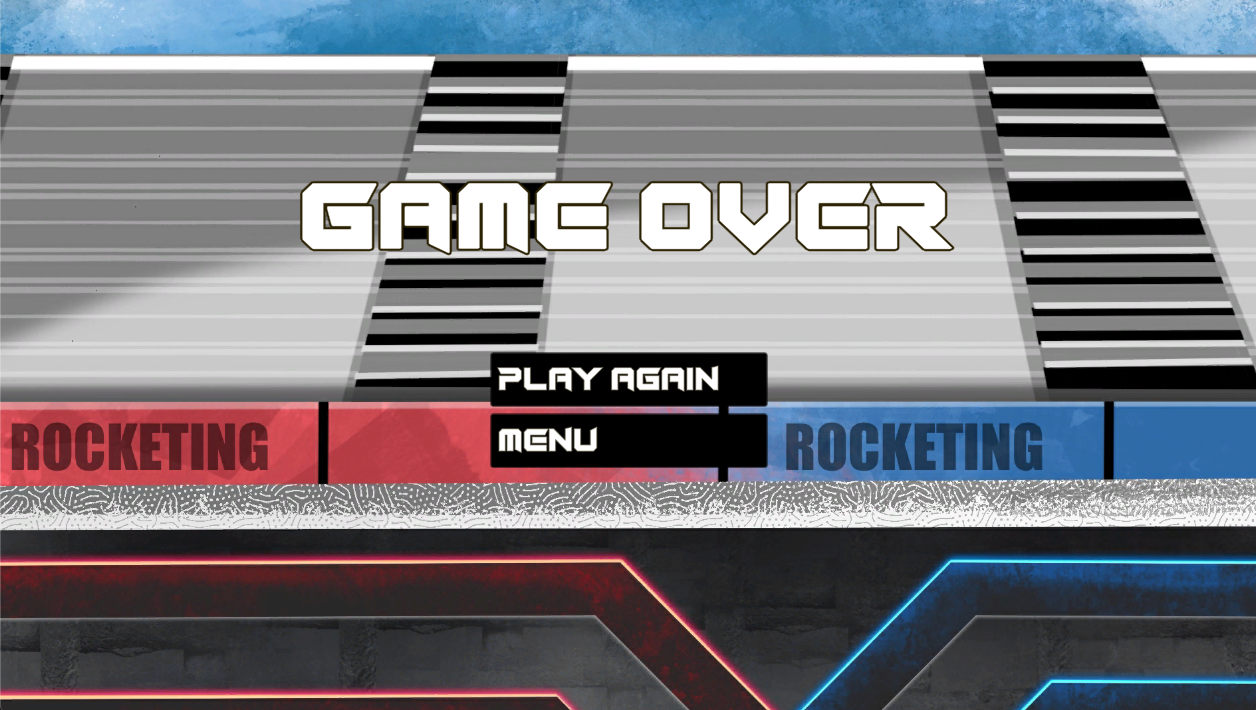 GAME OVER
PLAY AGAIN
MENU
ROCKETING
ROCKETING